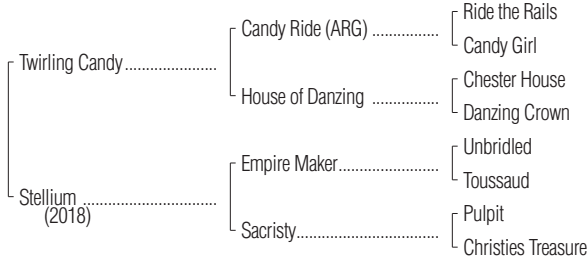 Ride the Rails
Candy Ride (ARG) ................
Candy Girl
Twirling Candy ......................
Chester House
House of Danzing ................
Danzing Crown
Unbridled
Empire Maker........................
Toussaud
Stellium ................................
(2018)
Pulpit
Sacristy..................................
Christies Treasure